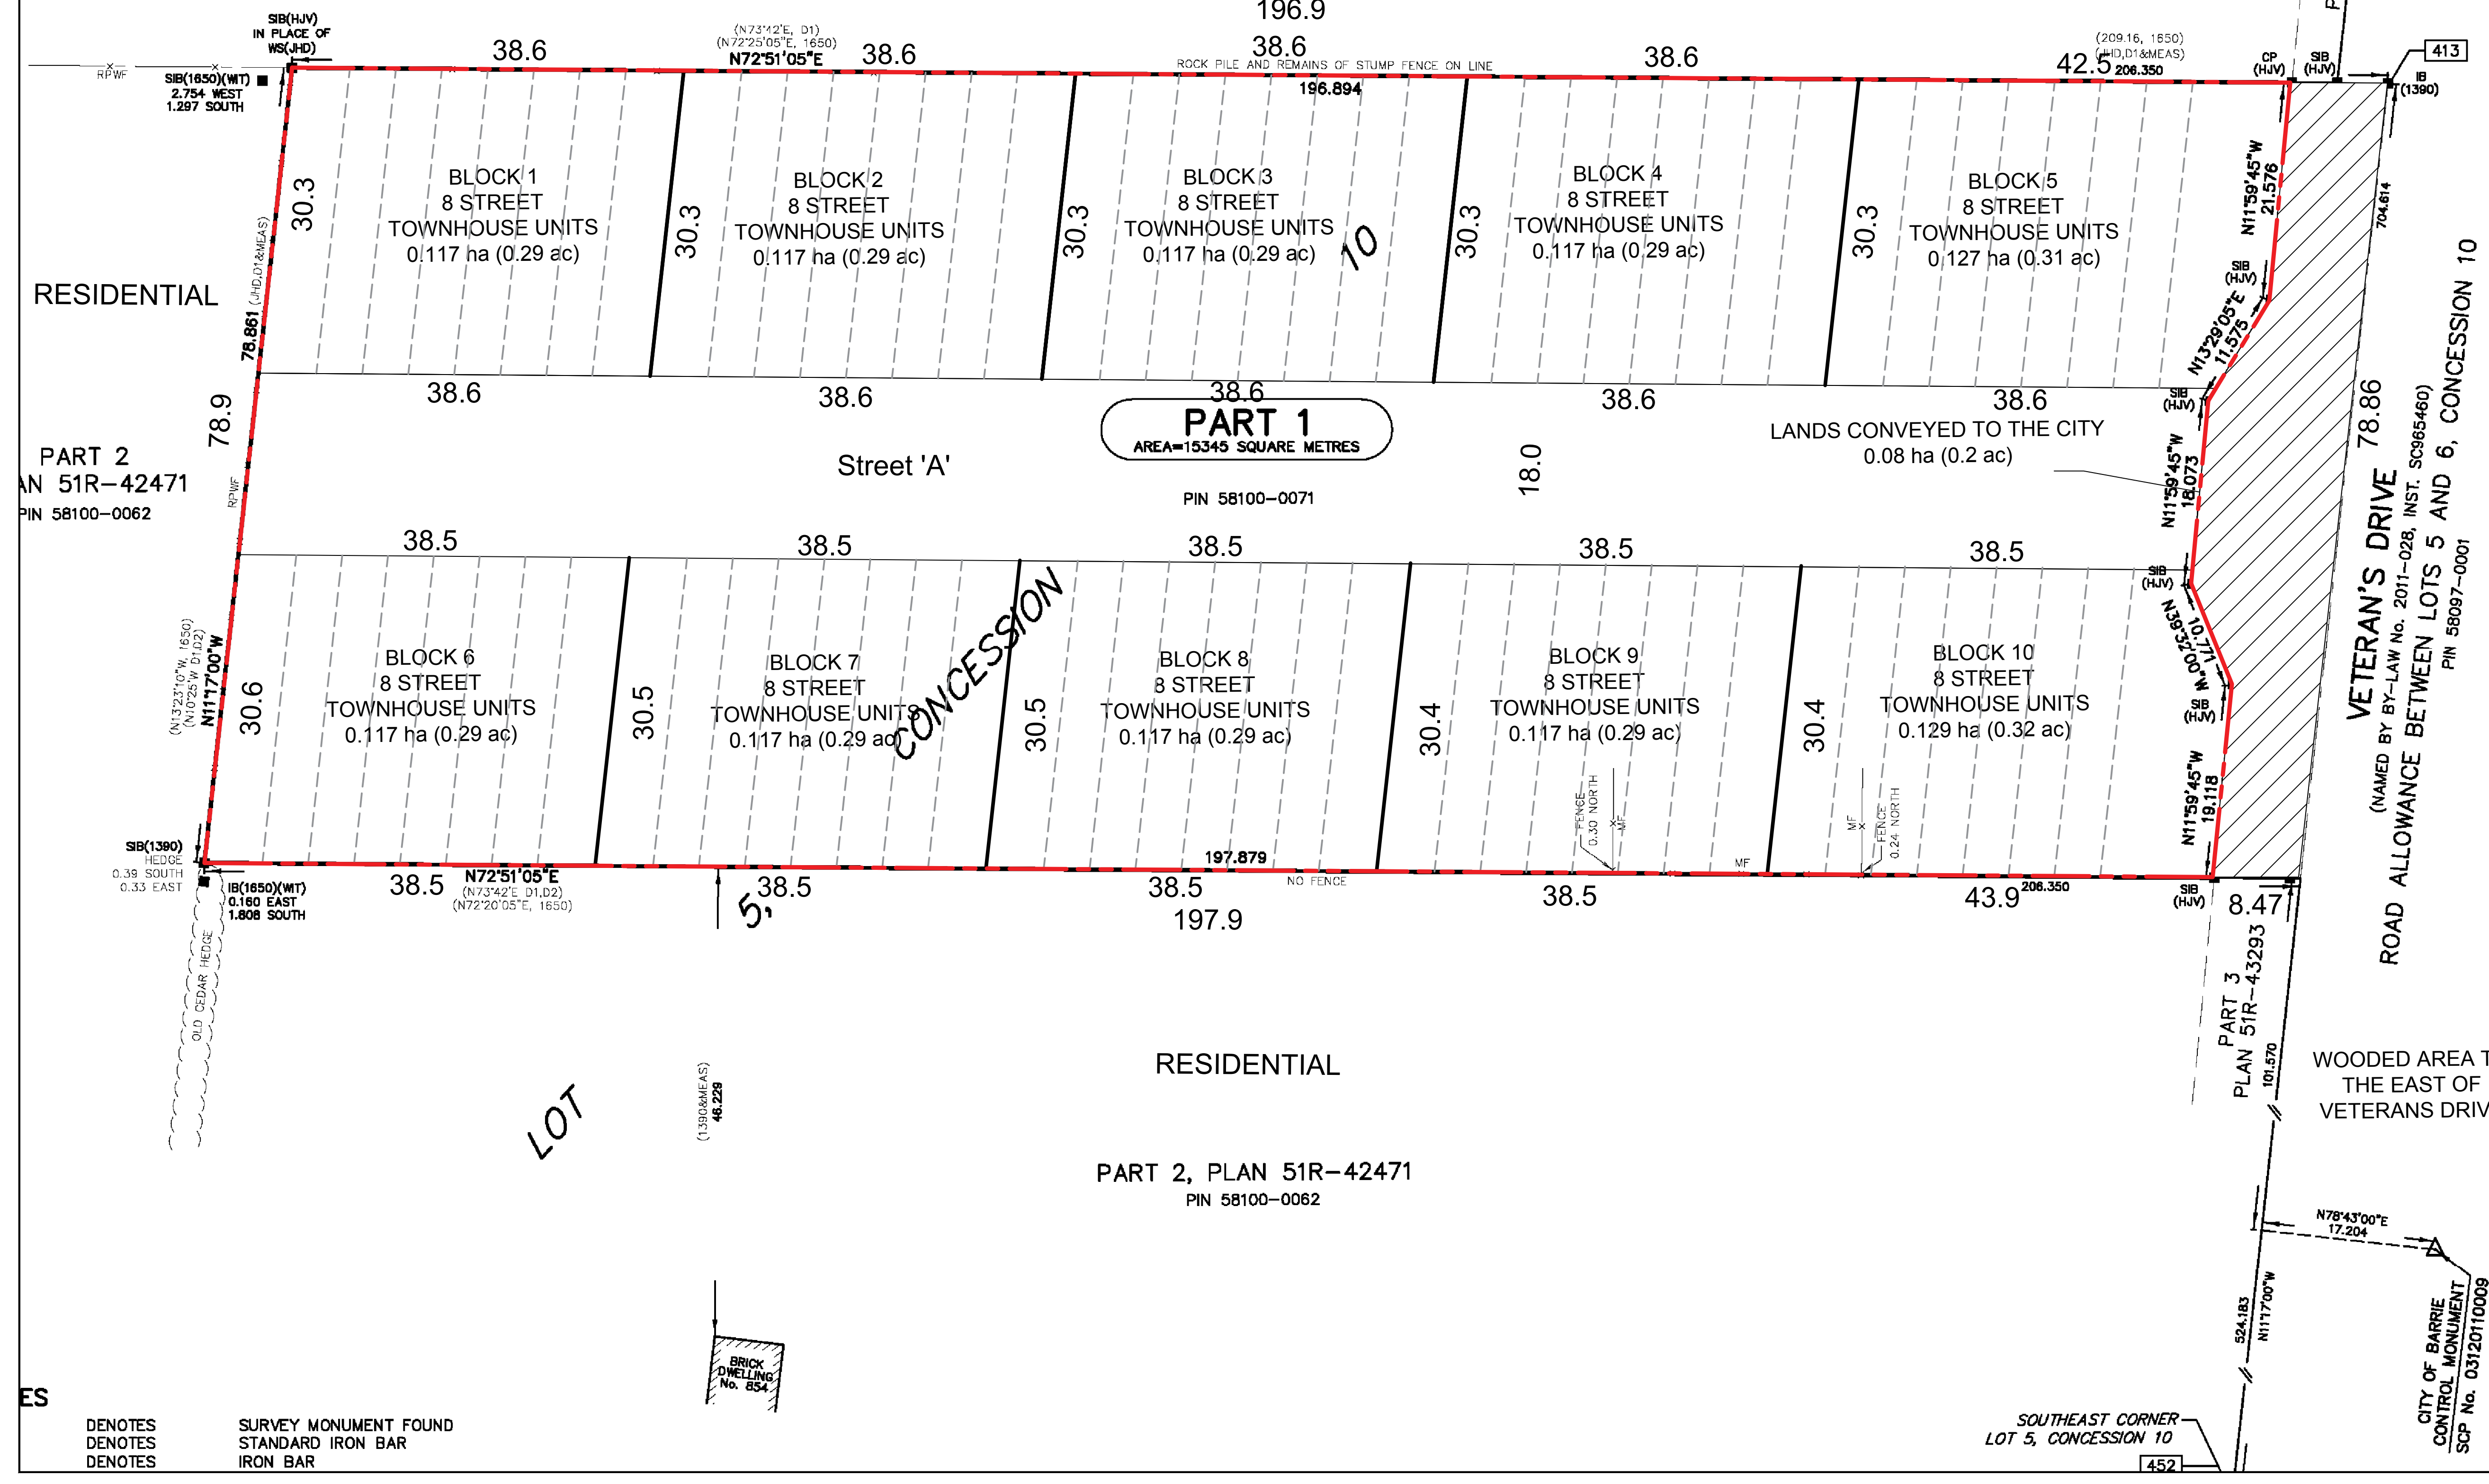 196.9
SIB(HJV)
IN PLACE OF
WS(JHD)
38.6
(N73°42'E, D1)
(N72°25'05"E, 1650)
N72°51'05"E
38.6
38.6
38.6
(209.16, 1650)
(JHD,D1&MEAS)
42.5
206.350
CP
(HJV)
SIB
(HJV)
413
IB
(1390)
RPWF
SIB(1650)(WIT)
2.754 WEST
1.297 SOUTH
ROCK PILE AND REMAINS OF STUMP FENCE ON LINE
196.894
30.3
BLOCK 1
8 STREET
TOWNHOUSE UNITS
0.117 ha (0.29 ac)
30.3
BLOCK 2
8 STREET
TOWNHOUSE UNITS
0.117 ha (0.29 ac)
30.3
BLOCK 3
8 STREET
TOWNHOUSE UNITS
0.117 ha (0.29 ac)
10
30.3
BLOCK 4
8 STREET
TOWNHOUSE UNITS
0.117 ha (0.29 ac)
30.3
BLOCK 5
8 STREET
TOWNHOUSE UNITS
0.127 ha (0.31 ac)
N11°59'45"W
21.576
704.614
SIB
(HJV)
N13°29'05"E
11.575
RESIDENTIAL
78.861 (JHD,D1&MEAS)
78.9
38.6
38.6
38.6
38.6
38.6
SIB
(HJV)
PART 1
AREA=15345 SQUARE METRES
LANDS CONVEYED TO THE CITY
0.08 ha (0.2 ac)
78.86
PART 2
AN 51R-42471
PIN 58100-0062
RPWF
Street 'A'
PIN 58100-0071
18.0
N11°59'45"W
18.073
VETERAN'S DRIVE
(NAMED BY BY-LAW No. 2011-028, INST. SC965460)
ROAD ALLOWANCE BETWEEN LOTS 5 AND 6, CONCESSION 10
PIN 58097-0001
38.5
38.5
38.5
38.5
38.5
SIB
(HJV)
N39°32'00"W
10.771
SIB
(HJV)
(N13°23'10"W, 1650)
(N10°25'W D1,D2)
N11°17'00"W
30.6
BLOCK 6
8 STREET
TOWNHOUSE UNITS
0.117 ha (0.29 ac)
30.5
BLOCK 7
8 STREET
TOWNHOUSE UNITS
0.117 ha (0.29 ac)
CONCESSION
30.5
BLOCK 8
8 STREET
TOWNHOUSE UNITS
0.117 ha (0.29 ac)
30.4
BLOCK 9
8 STREET
TOWNHOUSE UNITS
0.117 ha (0.29 ac)
30.4
BLOCK 10
8 STREET
TOWNHOUSE UNITS
0.129 ha (0.32 ac)
FENCE
0.30 NORTH
MF
MF
FENCE
0.24 NORTH
N11°59'45"W
19.118
SIB(1390)
HEDGE
0.39 SOUTH
0.33 EAST
IB(1650)(WIT)
0.160 EAST
1.808 SOUTH
38.5
N72°51'05"E
(N73°42'E D1,D2)
(N72°20'05"E, 1650)
5,
38.5
197.879
38.5
NO FENCE
197.9
38.5
MF
43.9
206.350
SIB
(HJV)
8.47
OLD CEDAR HEDGE
PART 3
PLAN 51R-43293
101.570
RESIDENTIAL
WOODED AREA T
THE EAST OF
VETERANS DRIV
LOT
(1390&MEAS)
46.229
PART 2, PLAN 51R-42471
PIN 58100-0062
N78°43'00"E
17.204
524.183
N11°17'00"W
CITY OF BARRIE
CONTROL MONUMENT
SCP No. 03120110009
BRICK
DWELLING
No. 854
ES
DENOTES SURVEY MONUMENT FOUND
DENOTES STANDARD IRON BAR
DENOTES IRON BAR
SOUTHEAST CORNER
LOT 5, CONCESSION 10
452